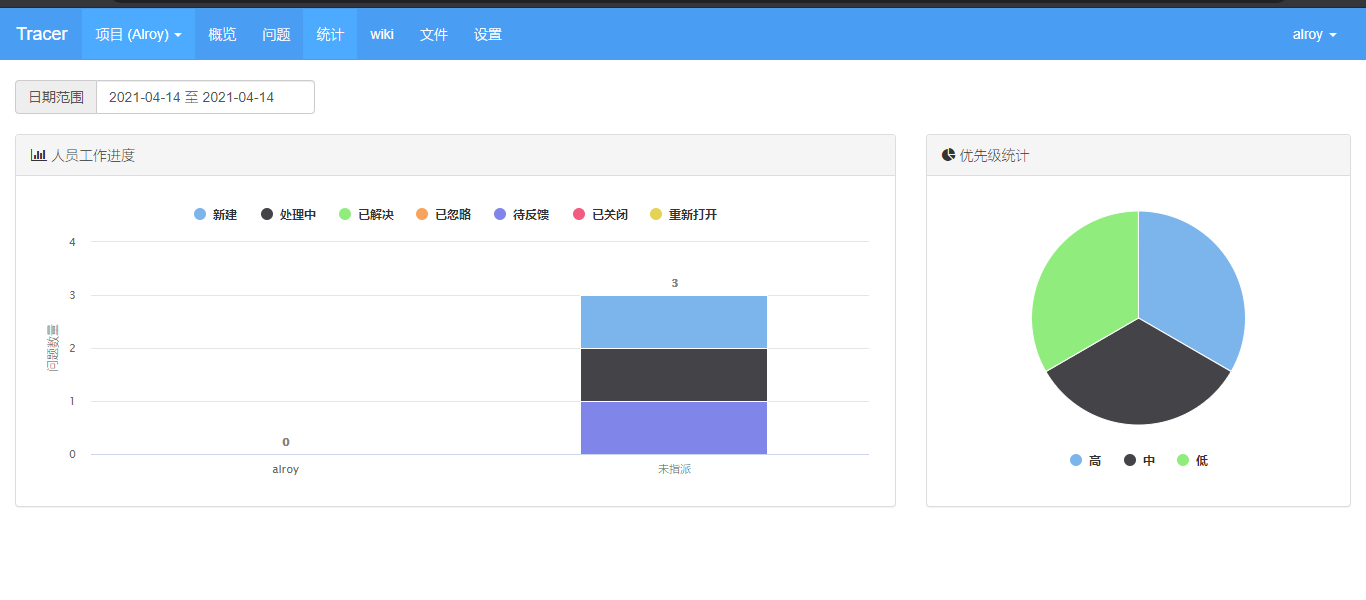 Tracer 项目 (Alroy) 概览 问题 统计 wiki 文件 设置 alroy
日期范围 2021-04-14 至 2021-04-14
人员工作进度
新建 处理中 已解决 已忽略 待反馈 已关闭 重新打开
4
3
2
1
0
问题数量
0
3
alroy 未指派
优先级统计
高 中 低